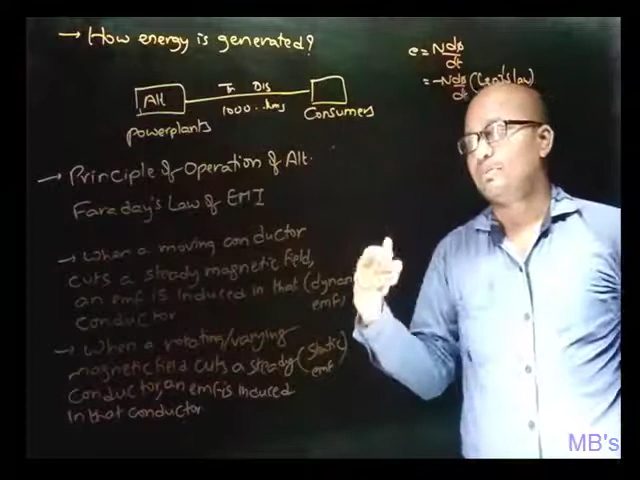 → How energy is generated?
e = N dφ/dt
= -N dφ/dt (Lenz's law)
Alt
Tr Dis
1000...kms
powerplants
Consumers
→ Principle of Operation of Alt.
Faraday's Law of EMI
→ When a moving conductor
cuts a steady magnetic field,
an emf is induced in that (dynam
conductor
emf)
→ When a rotating/varying
magnetic field cuts a steady (static
conductor, an emf is induced
emf)
in that conductor
MB's